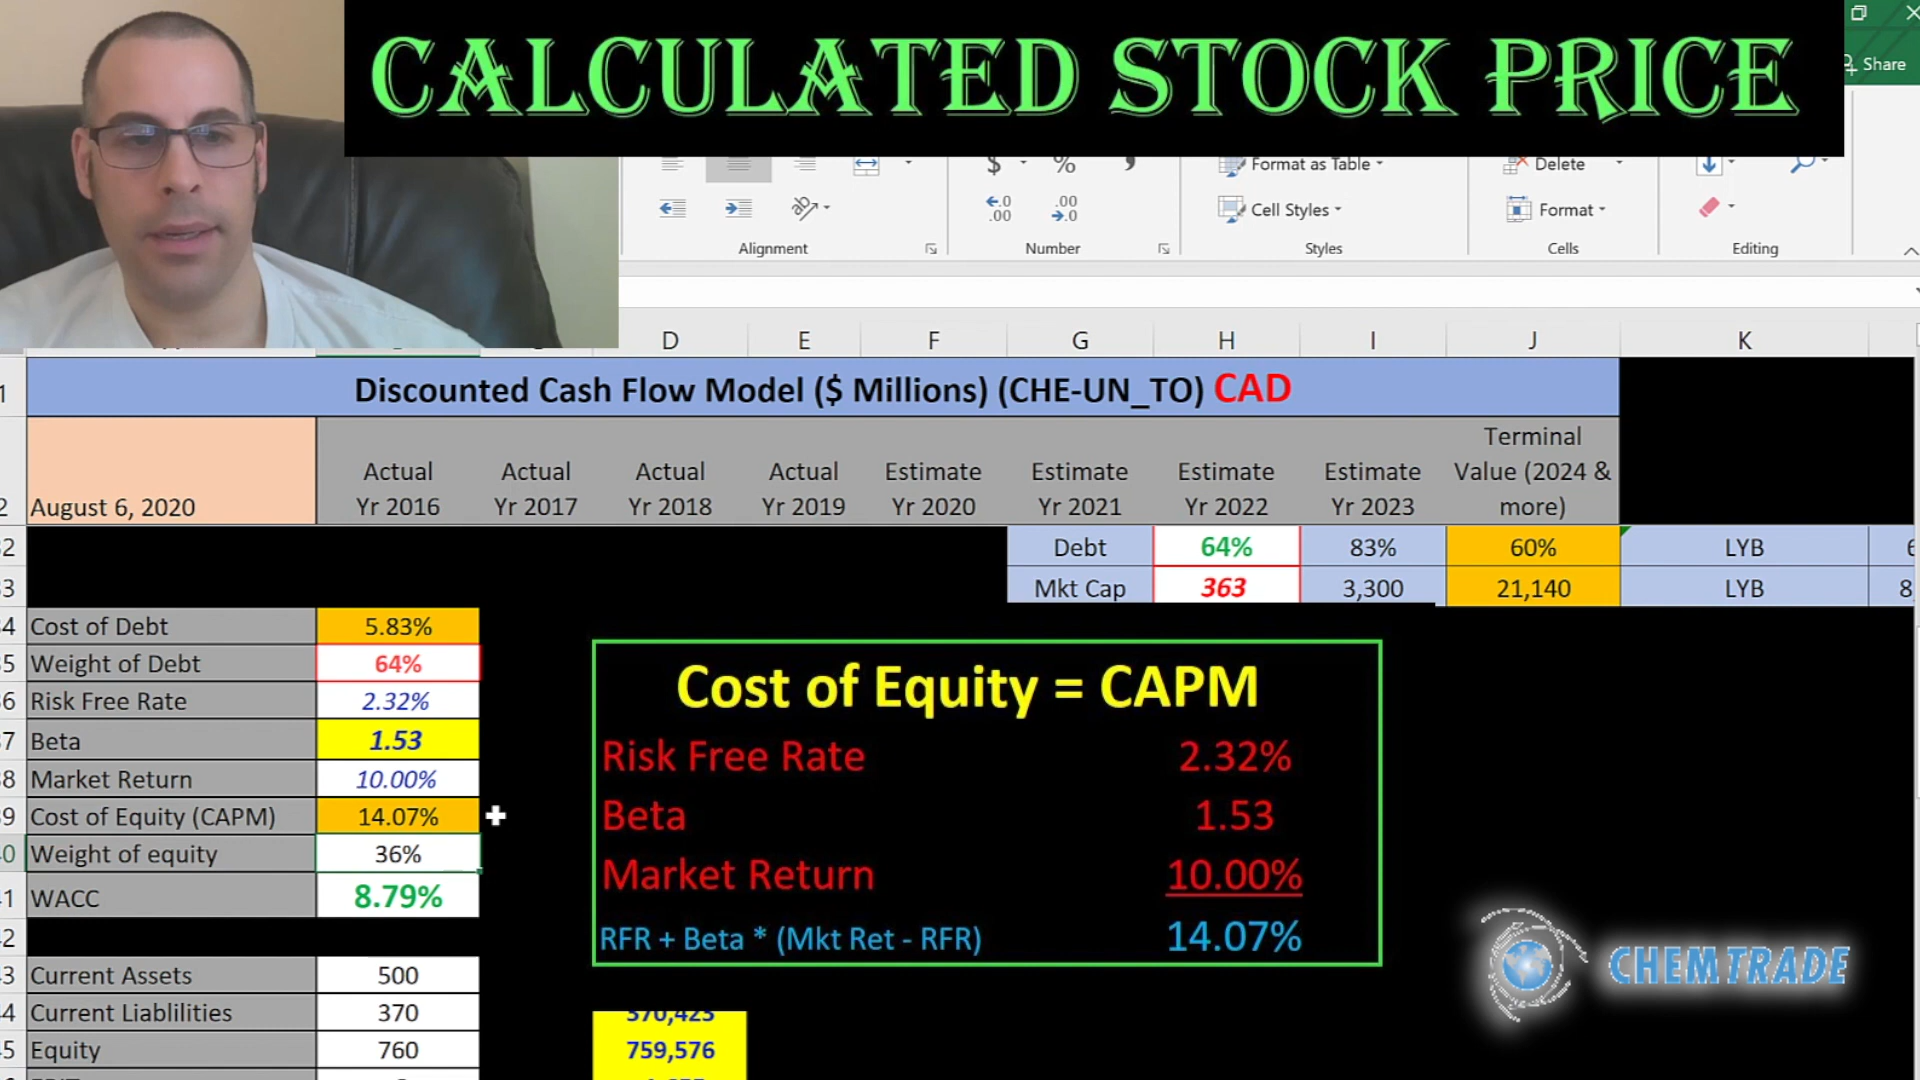 CALCULATED STOCK PRICE
Share
Format as Table
Delete
Cell Styles
Format
Alignment
Number
Styles
Cells
Editing
D E F G H I J K
1 Discounted Cash Flow Model ($ Millions) (CHE-UN_TO) CAD
August 6, 2020
Actual Yr 2016
Actual Yr 2017
Actual Yr 2018
Actual Yr 2019
Estimate Yr 2020
Estimate Yr 2021
Estimate Yr 2022
Estimate Yr 2023
Terminal Value (2024 & more)
Debt 64% 83% 60% LYB
Mkt Cap 363 3,300 21,140 LYB
Cost of Debt 5.83%
Weight of Debt 64%
Risk Free Rate 2.32%
Beta 1.53
Market Return 10.00%
Cost of Equity (CAPM) 14.07%
Weight of equity 36%
WACC 8.79%
Current Assets 500
Current Liablilities 370
Equity 760
Cost of Equity = CAPM
Risk Free Rate 2.32%
Beta 1.53
Market Return 10.00%
RFR + Beta * (Mkt Ret - RFR) 14.07%
370,423
759,576
CHEMTRADE